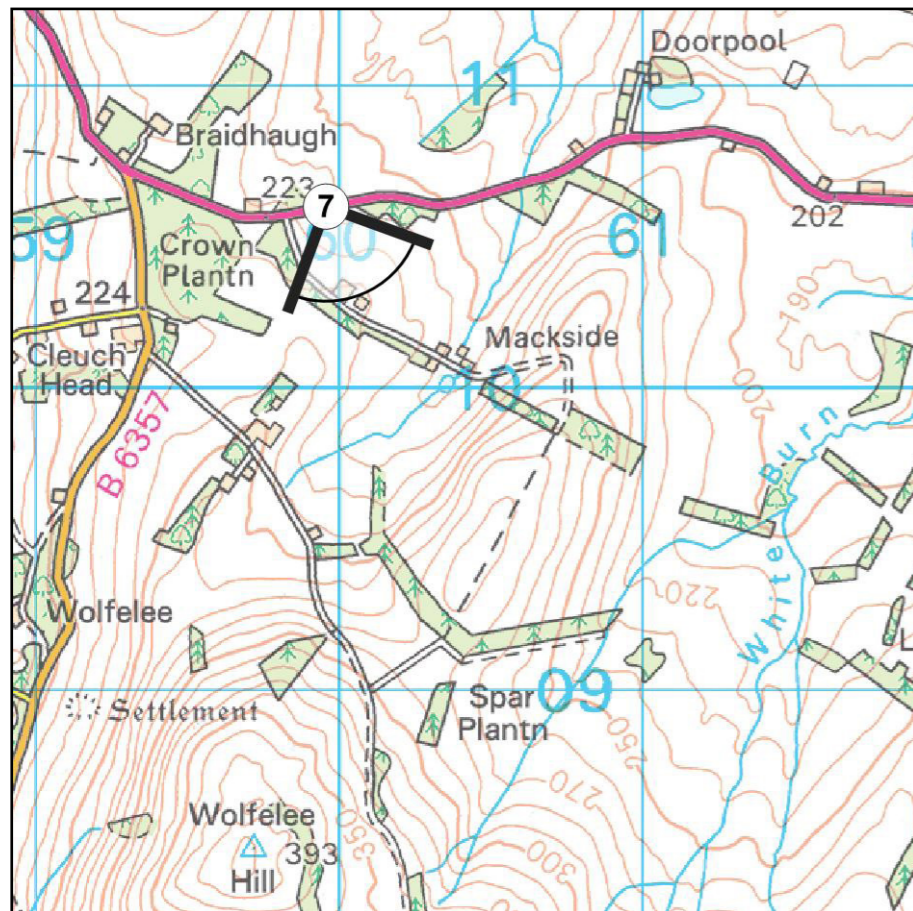 Doorpool
11
Braidhaugh
223
7
59
60
61
202
Crown
Plantn
190
224
Mackside
Cleuch
Head
10
200
B 6357
White Burn
220
Wolfelee
L
Spar
Plantn
09
Settlement
250
270
Wolfelee
Hill
393
350
300